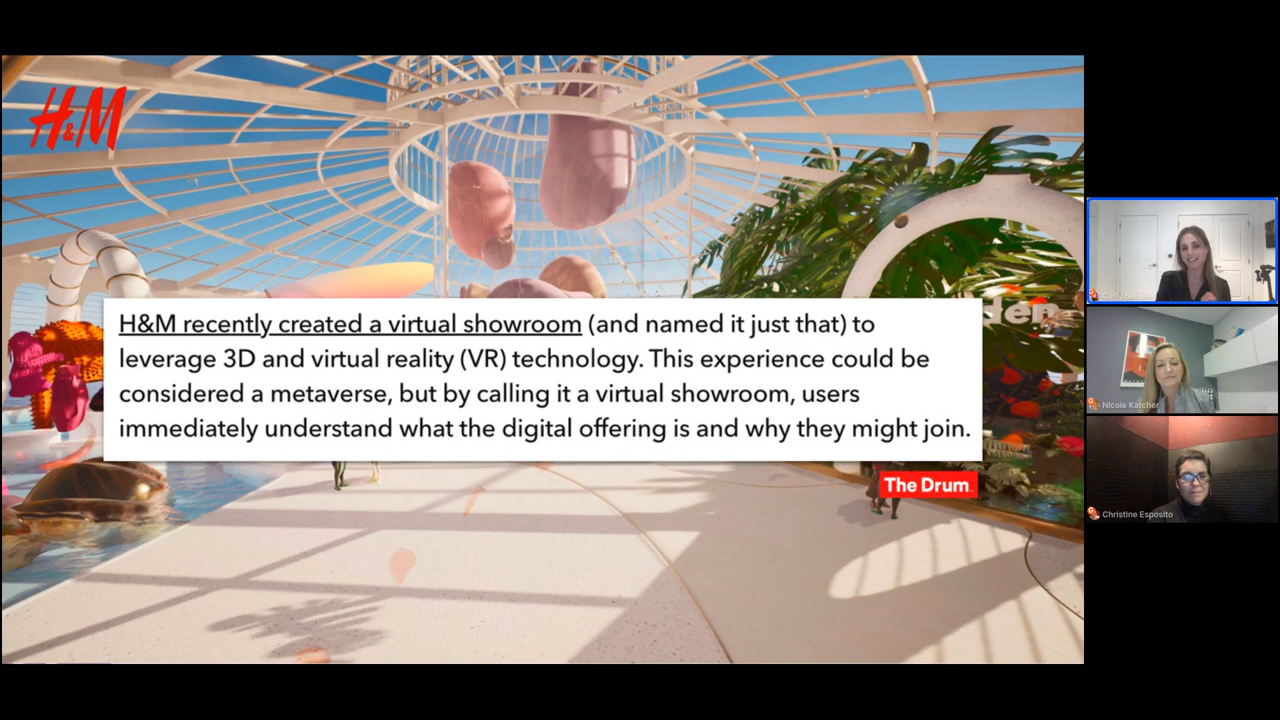 H&M
H&M recently created a virtual showroom (and named it just that) to
leverage 3D and virtual reality (VR) technology. This experience could be
considered a metaverse, but by calling it a virtual showroom, users
immediately understand what the digital offering is and why they might join.
den
The Drum.
Nicole Katcher
Christine Esposito